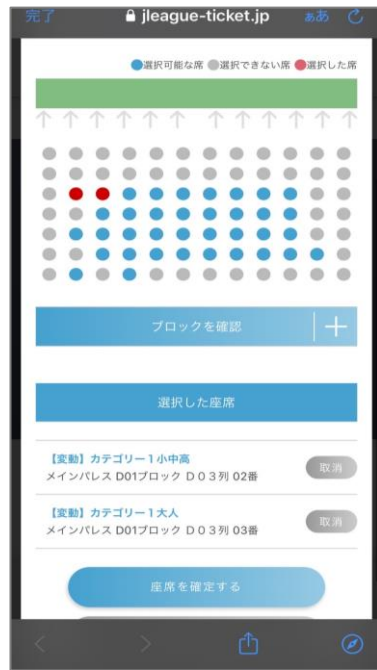 完了 jleague-ticket.jp ああ
選択可能な席 選択できない席 選択した席
ブロックを確認
選択した座席
【変動】カテゴリー1小中高
メインパレス D01ブロック D03列 02番
取消
【変動】カテゴリー1大人
メインパレス D01ブロック D03列 03番
取消
座席を確定する